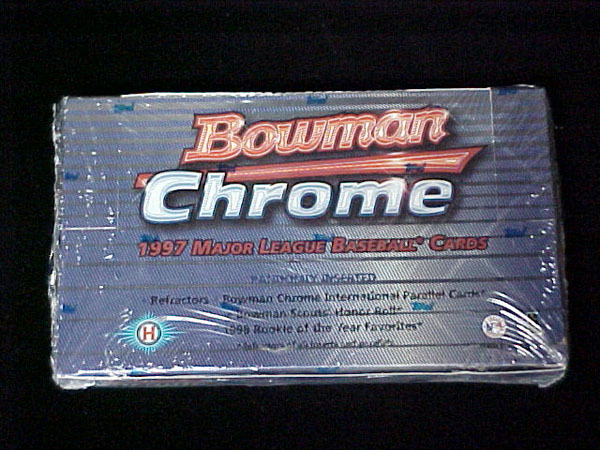 Bowman
Chrome
1997 Major League Baseball® Cards
Randomly Inserted
Refractors Bowman Chrome International Parallel Cards*
Bowman Scouts' Honor Roll*
1998 Rookie of the Year Favorites*
H